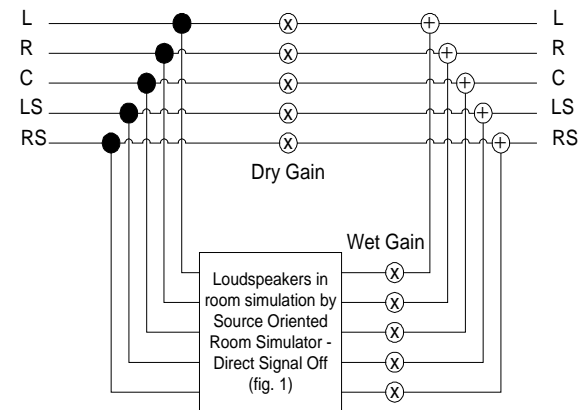 L L
R R
C C
LS LS
RS RS
x
x
x
x
x
+
+
+
+
+
Dry Gain
Wet Gain
Loudspeakers in
room simulation by
Source Oriented
Room Simulator -
Direct Signal Off
(fig. 1)
x
x
x
x
x